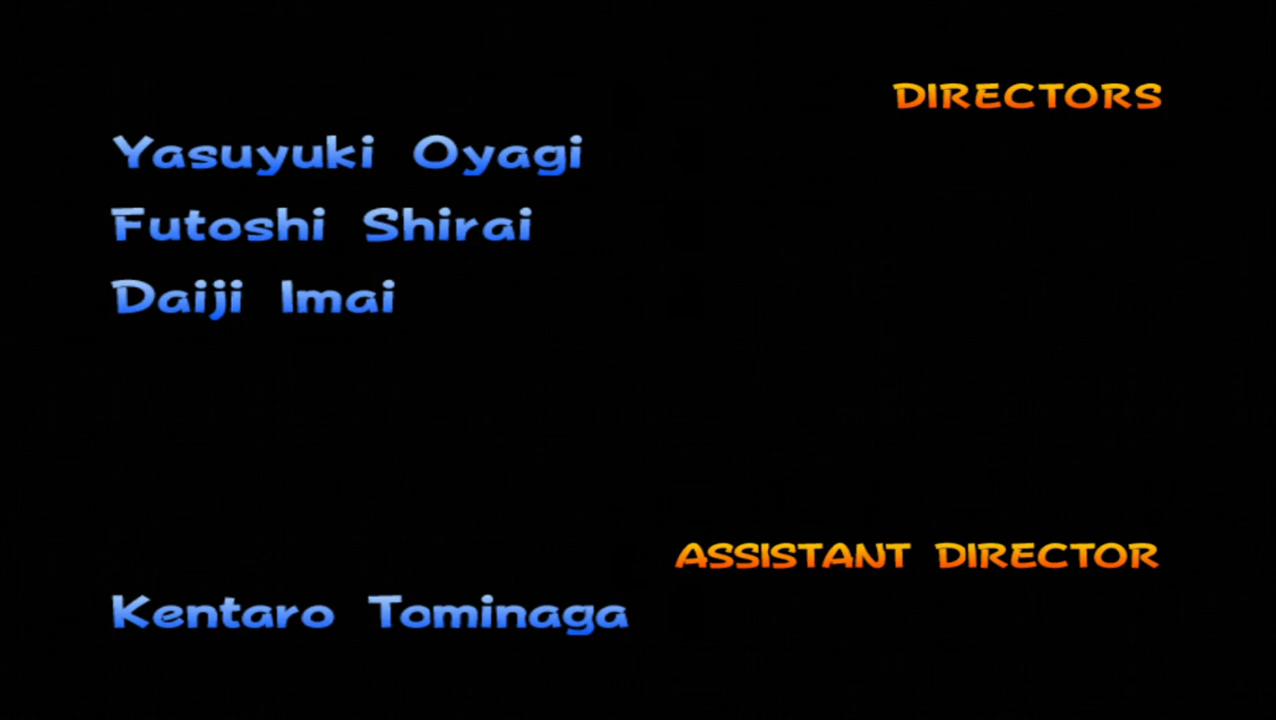 DIRECTORS
Yasuyuki Oyagi
Futoshi Shirai
Daiji Imai
ASSISTANT DIRECTOR
Kentaro Tominaga